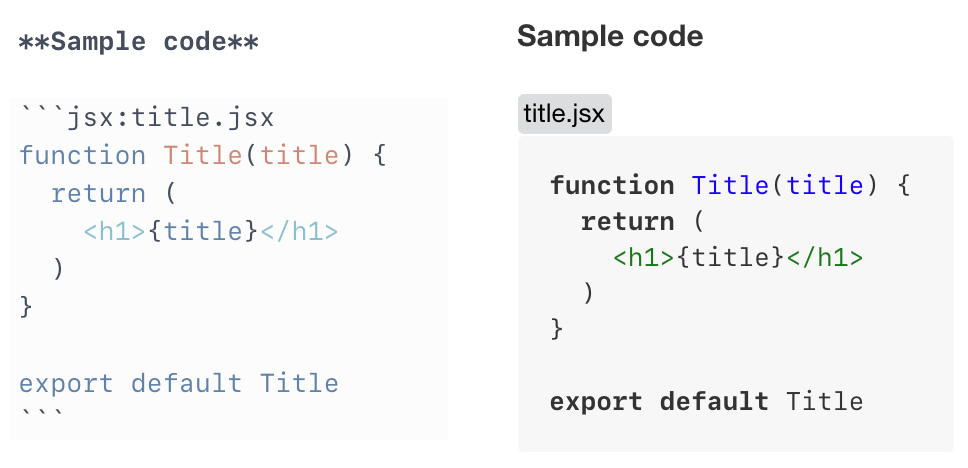 **Sample code**
```jsx:title.jsx
function Title(title) {
  return (
    <h1>{title}</h1>
  )
}

export default Title
```
Sample code
title.jsx
function Title(title) {
  return (
    <h1>{title}</h1>
  )
}

export default Title